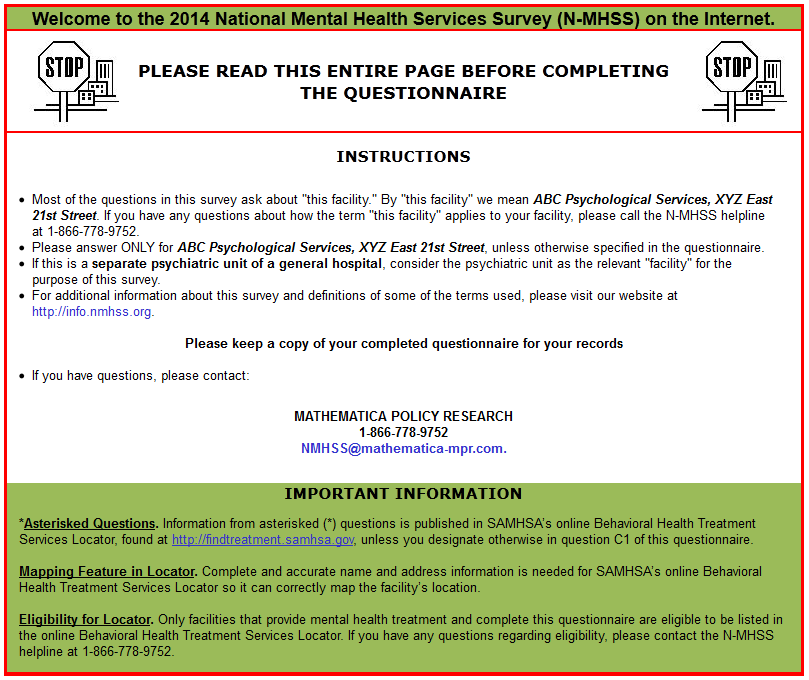 Welcome to the 2014 National Mental Health Services Survey (N-MHSS) on the Internet.
STOP
PLEASE READ THIS ENTIRE PAGE BEFORE COMPLETING
THE QUESTIONNAIRE
STOP
INSTRUCTIONS
• Most of the questions in this survey ask about "this facility." By "this facility" we mean ABC Psychological Services, XYZ East
21st Street. If you have any questions about how the term "this facility" applies to your facility, please call the N-MHSS helpline
at 1-866-778-9752.
• Please answer ONLY for ABC Psychological Services, XYZ East 21st Street, unless otherwise specified in the questionnaire.
• If this is a separate psychiatric unit of a general hospital, consider the psychiatric unit as the relevant "facility" for the
purpose of this survey.
• For additional information about this survey and definitions of some of the terms used, please visit our website at
http://info.nmhss.org.
Please keep a copy of your completed questionnaire for your records
• If you have questions, please contact:
MATHEMATICA POLICY RESEARCH
1-866-778-9752
NMHSS@mathematica-mpr.com.
IMPORTANT INFORMATION
*Asterisked Questions. Information from asterisked (*) questions is published in SAMHSA's online Behavioral Health Treatment
Services Locator, found at http://findtreatment.samhsa.gov, unless you designate otherwise in question C1 of this questionnaire.
Mapping Feature in Locator. Complete and accurate name and address information is needed for SAMHSA's online Behavioral
Health Treatment Services Locator so it can correctly map the facility's location.
Eligibility for Locator. Only facilities that provide mental health treatment and complete this questionnaire are eligible to be listed in
the online Behavioral Health Treatment Services Locator. If you have any questions regarding eligibility, please contact the N-MHSS
helpline at 1-866-778-9752.